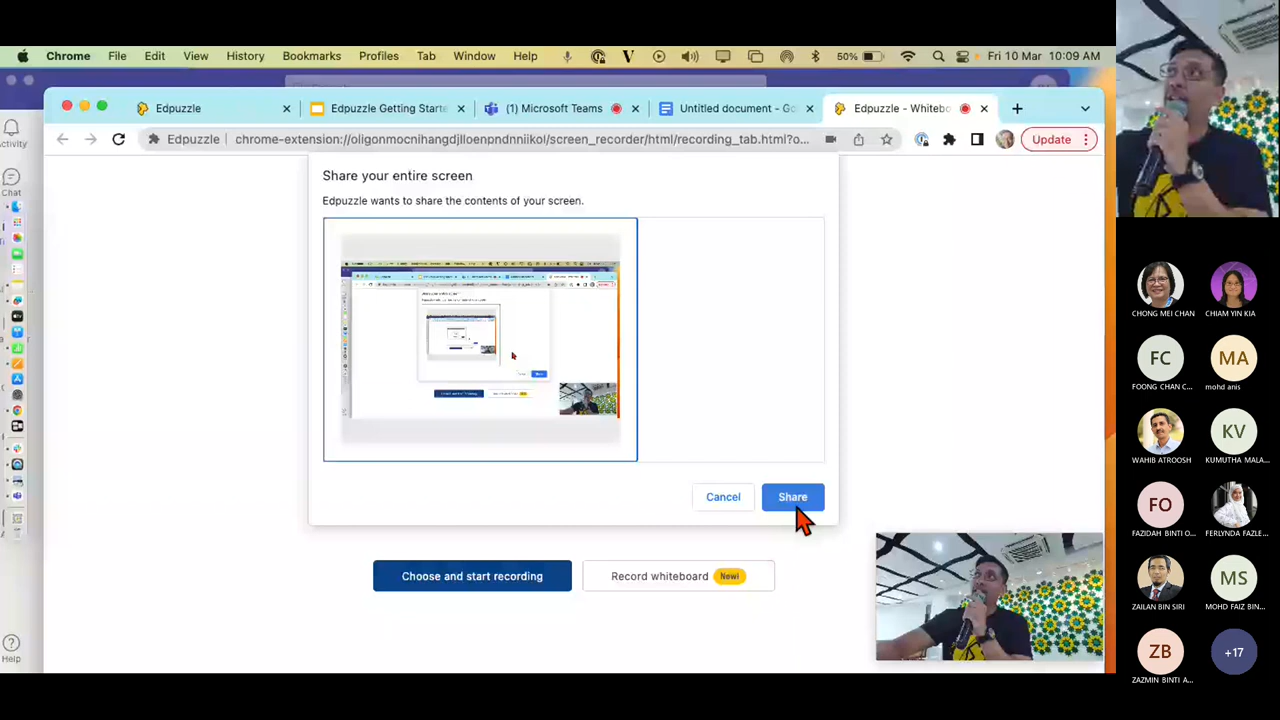 Chrome File Edit View History Bookmarks Profiles Tab Window Help V 50% Fri 10 Mar 10:09 AM
Edpuzzle Edpuzzle Getting Starte (1) Microsoft Teams Untitled document - Go Edpuzzle - Whitebo
Edpuzzle chrome-extension://oligonmocnihangdjlloenpndnniikol/screen_recorder/html/recording_tab.html?o... Update
Activity
Chat
Share your entire screen
Edpuzzle wants to share the contents of your screen.
Cancel Share
Choose and start recording Record whiteboard New!
Help
CHONG MEI CHAN CHIAM YIN KIA
FC MA
FOONG CHAN C... mohd anis
KV
WAHIB ATROOSH KUMUTHA MALA...
FO
FAZIDAH BINTI O... FERLYNDA FAZLE...
MS
ZAILAN BIN SIRI MOHD FAIZ BIN...
ZB +17
ZAZMIN BINTI A...